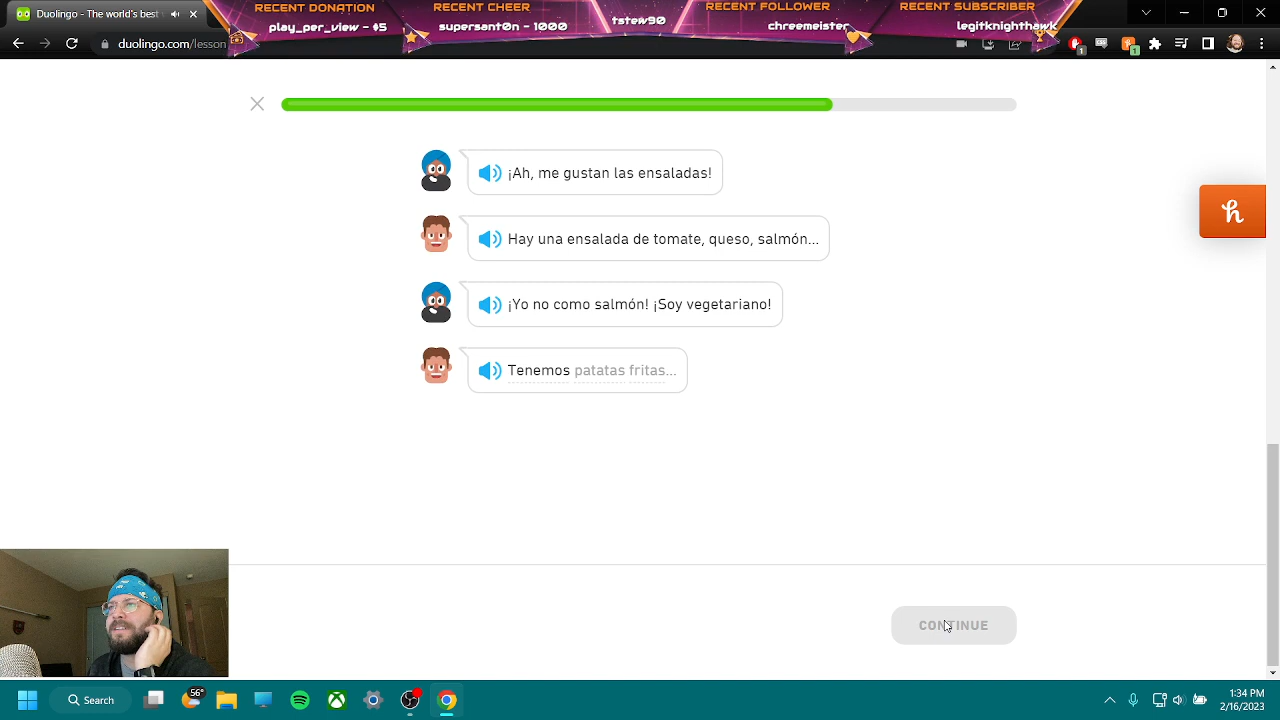 Duolingo - The world's best
RECENT DONATION
play_per_view - $5
RECENT CHEER
supersant0n - 1000
tstew90
RECENT FOLLOWER
chreemeister
RECENT SUBSCRIBER
legitknighthawk
duolingo.com/lesson
1
1
¡Ah, me gustan las ensaladas!
Hay una ensalada de tomate, queso, salmón...
¡Yo no como salmón! ¡Soy vegetariano!
Tenemos patatas fritas...
CONTINUE
Search
56°
1:34 PM
2/16/2023